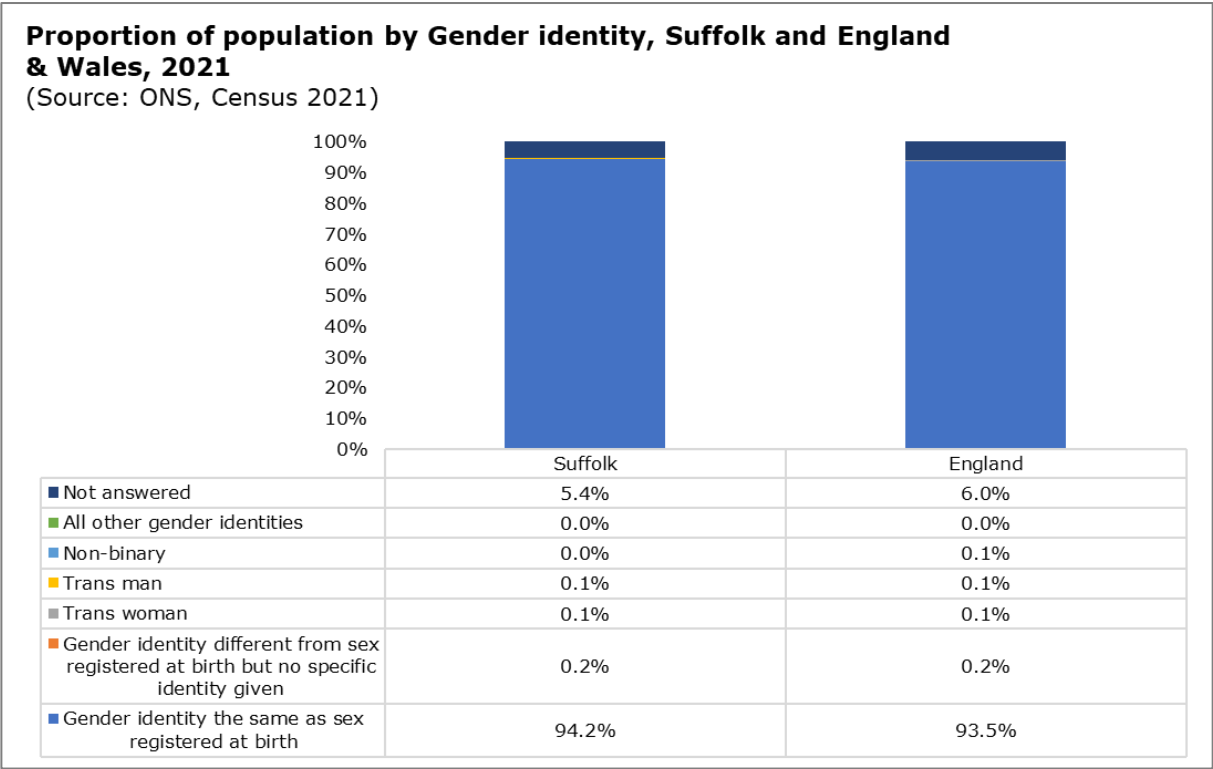 Proportion of population by Gender identity, Suffolk and England
& Wales, 2021
(Source: ONS, Census 2021)
100%
90%
80%
70%
60%
50%
40%
30%
20%
10%
0%
Suffolk England
Not answered 5.4% 6.0%
All other gender identities 0.0% 0.0%
Non-binary 0.0% 0.1%
Trans man 0.1% 0.1%
Trans woman 0.1% 0.1%
Gender identity different from sex
registered at birth but no specific 0.2% 0.2%
identity given
Gender identity the same as sex
registered at birth 94.2% 93.5%